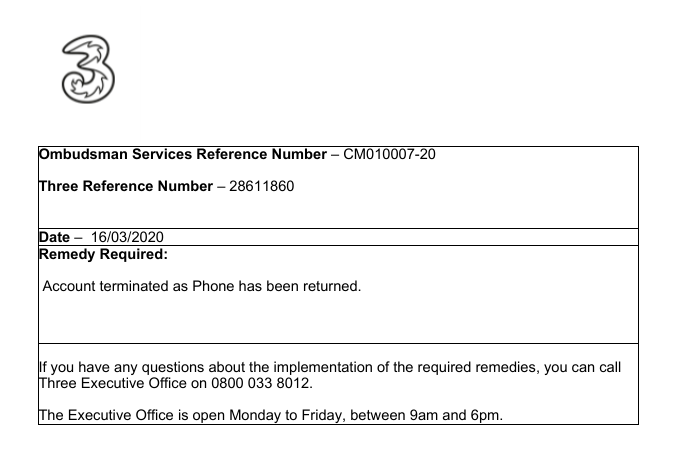 3
Ombudsman Services Reference Number – CM010007-20
Three Reference Number – 28611860
Date –  16/03/2020
Remedy Required:
Account terminated as Phone has been returned.
If you have any questions about the implementation of the required remedies, you can call
Three Executive Office on 0800 033 8012.
The Executive Office is open Monday to Friday, between 9am and 6pm.